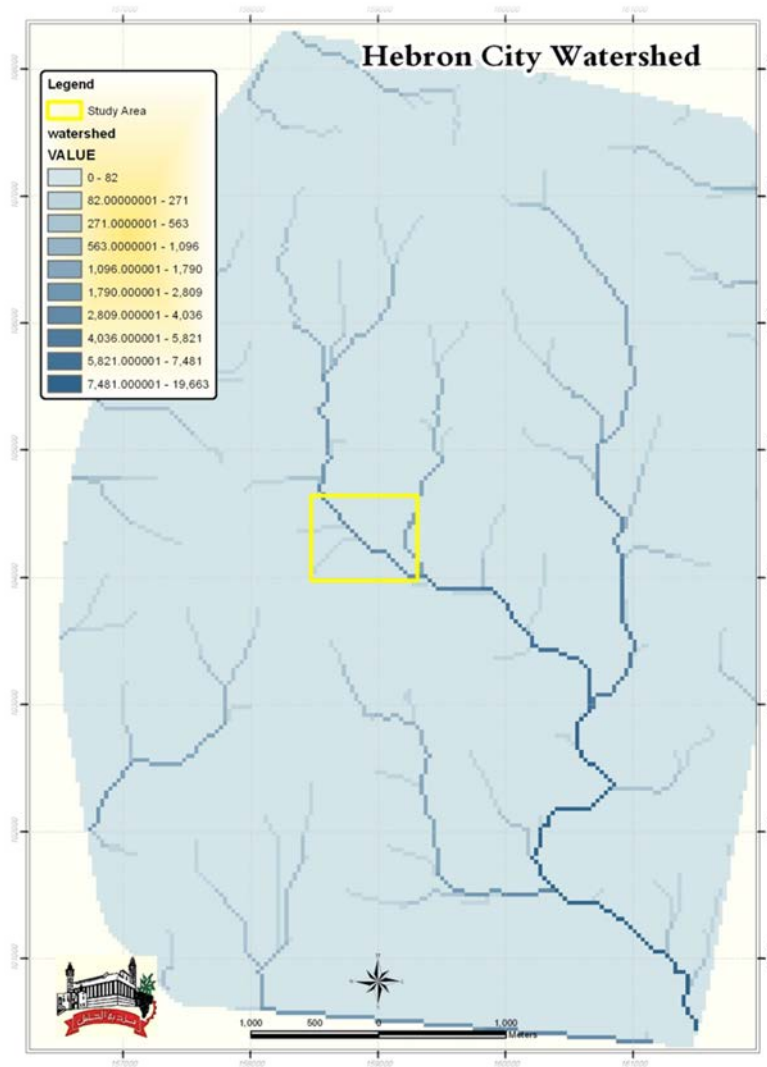 Hebron City Watershed
Legend
Study Area
watershed
VALUE
0 - 82
82.00000001 - 271
271.0000001 - 563
563.0000001 - 1,096
1,096.000001 - 1,790
1,790.000001 - 2,809
2,809.000001 - 4,036
4,036.000001 - 5,821
5,821.000001 - 7,481
7,481.000001 - 19,663
بلدية الخليل
1,000 500 0 1,000
Meters